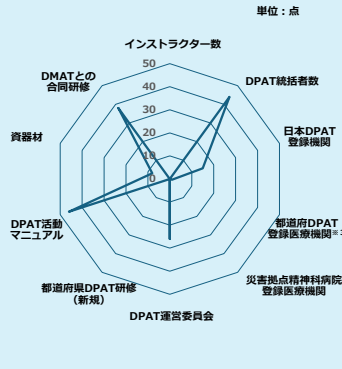 単位：点
インストラクター数
DPAT統括者数
日本DPAT
登録機関
都道府DPAT
登録医療機関※
災害拠点精神科病院
登録医療機関
DPAT運営委員会
都道府県DPAT研修
（新規）
DPAT活動
マニュアル
資器材
DMATとの
合同研修
50
40
30
20
10
0